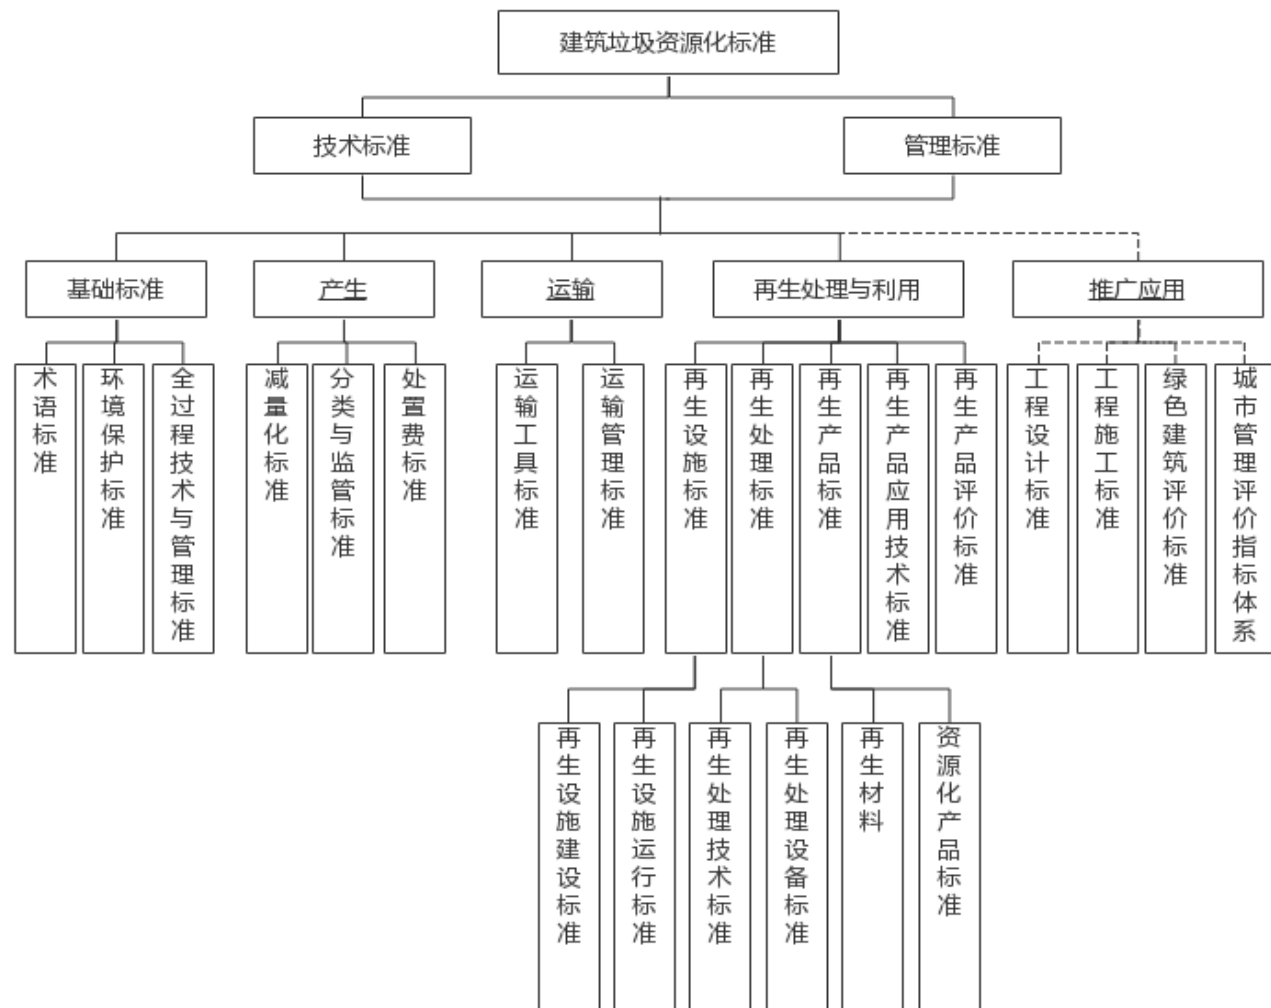 建筑垃圾资源化标准
技术标准
管理标准
基础标准
产生
运输
再生处理与利用
推广应用
术语标准
环境保护标准
全过程技术与管理标准
减量化标准
分类与监管标准
处置费标准
运输工具标准
运输管理标准
再生设施标准
再生处理标准
再生产品标准
再生产品应用技术标准
再生产品评价标准
工程设计标准
工程施工标准
绿色建筑评价标准
城市管理评价指标体系
再生设施建设标准
再生设施运行标准
再生处理技术标准
再生处理设备标准
再生材料
资源化产品标准